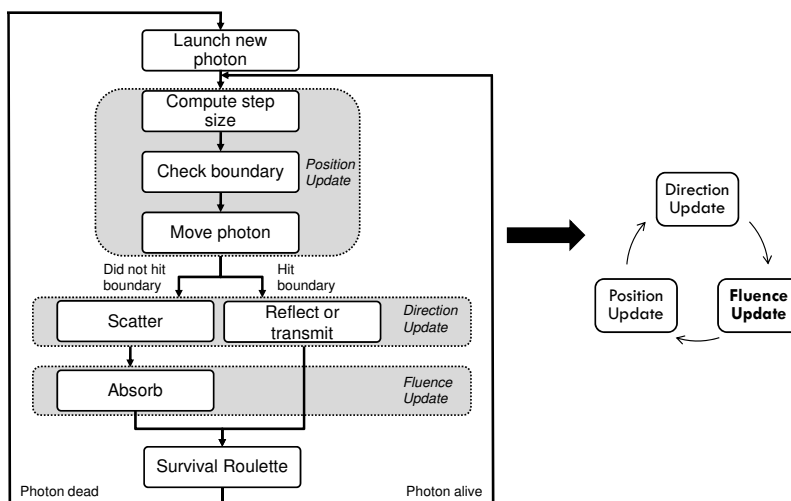 Launch new
photon
Compute step
size
Check boundary
Position
Update
Move photon
Did not hit
boundary
Hit
boundary
Scatter
Reflect or
transmit
Direction
Update
Absorb
Fluence
Update
Survival Roulette
Photon dead
Photon alive
Direction
Update
Position
Update
Fluence
Update